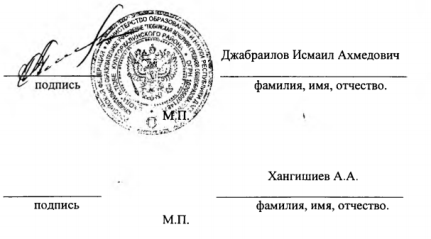 Джабраилов Исмаил Ахмедович
подпись фамилия, имя, отчество.
М.П.
Хангишиев А.А.
подпись фамилия, имя, отчество.
М.П.